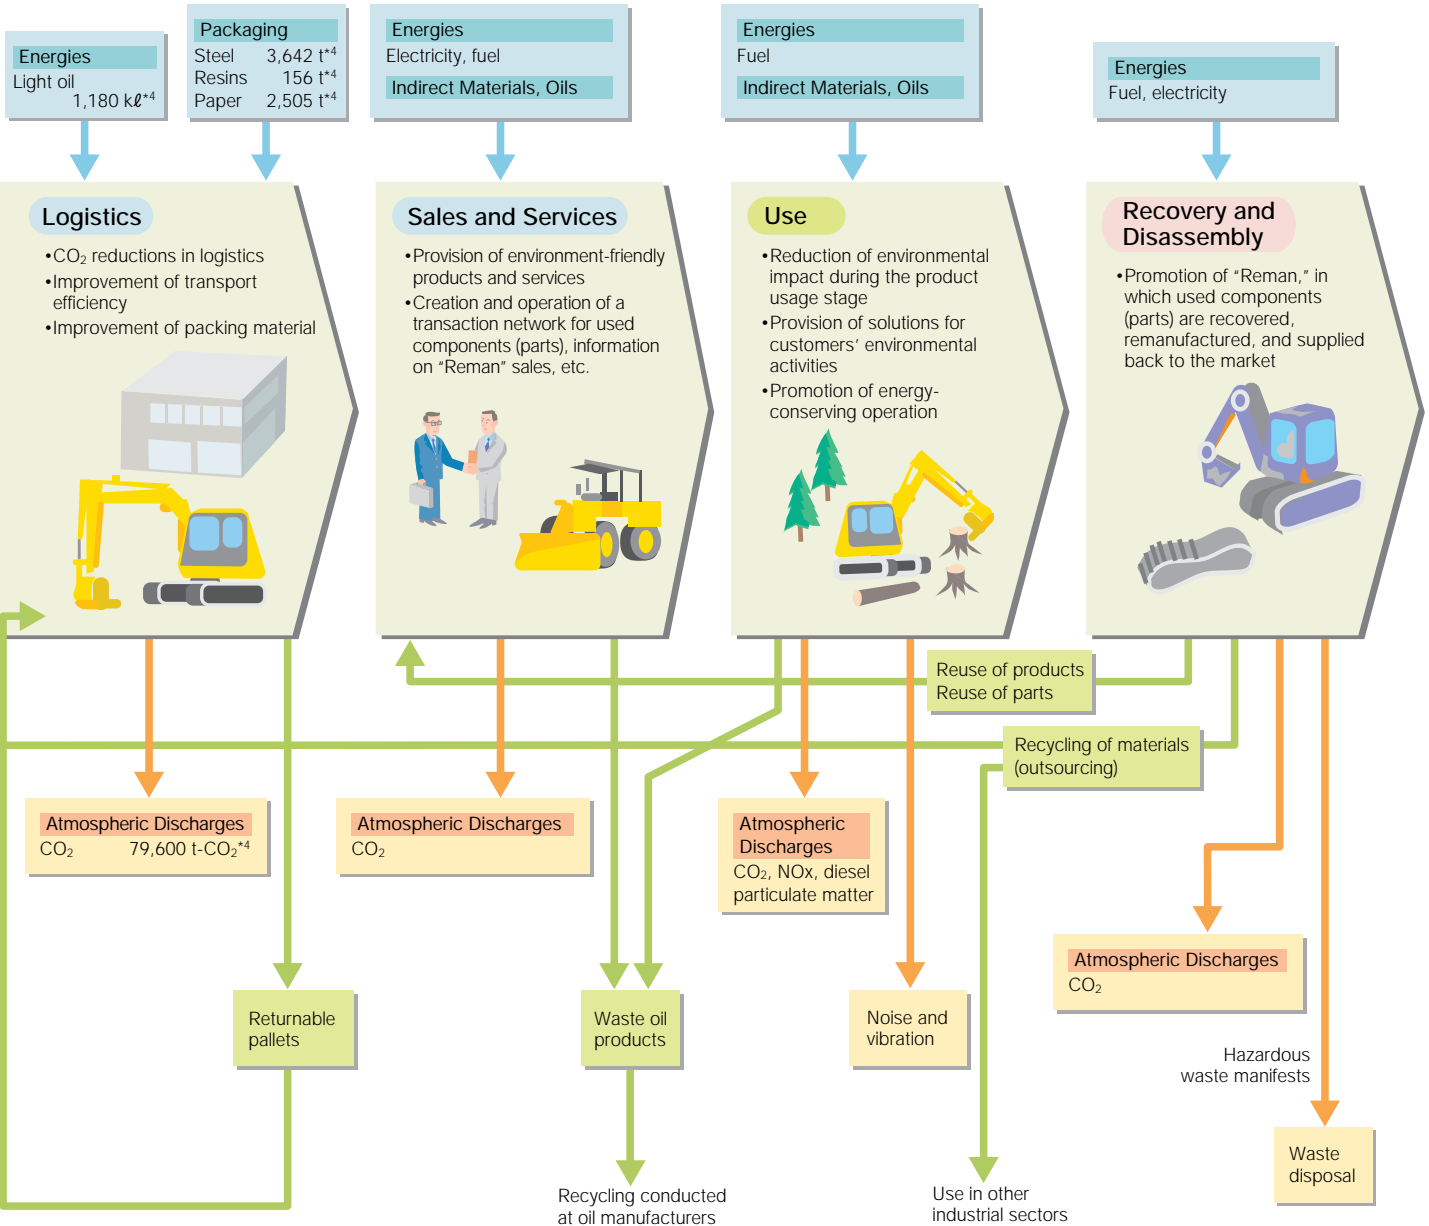 Energies
Light oil
1,180 kℓ*4
Packaging
Steel 3,642 t*4
Resins 156 t*4
Paper 2,505 t*4
Energies
Electricity, fuel
Indirect Materials, Oils
Energies
Fuel
Indirect Materials, Oils
Energies
Fuel, electricity
Logistics
•CO₂ reductions in logistics
•Improvement of transport
efficiency
•Improvement of packing material
Sales and Services
•Provision of environment-friendly
products and services
•Creation and operation of a
transaction network for used
components (parts), information
on “Reman” sales, etc.
Use
•Reduction of environmental
impact during the product
usage stage
•Provision of solutions for
customers’ environmental
activities
•Promotion of energy-
conserving operation
Recovery and
Disassembly
•Promotion of “Reman,” in
which used components
(parts) are recovered,
remanufactured, and supplied
back to the market
Reuse of products
Reuse of parts
Recycling of materials
(outsourcing)
Atmospheric Discharges
CO₂ 79,600 t-CO₂*4
Atmospheric Discharges
CO₂
Atmospheric
Discharges
CO₂, NOx, diesel
particulate matter
Atmospheric Discharges
CO₂
Returnable
pallets
Waste oil
products
Noise and
vibration
Hazardous
waste manifests
Waste
disposal
Recycling conducted
at oil manufacturers
Use in other
industrial sectors